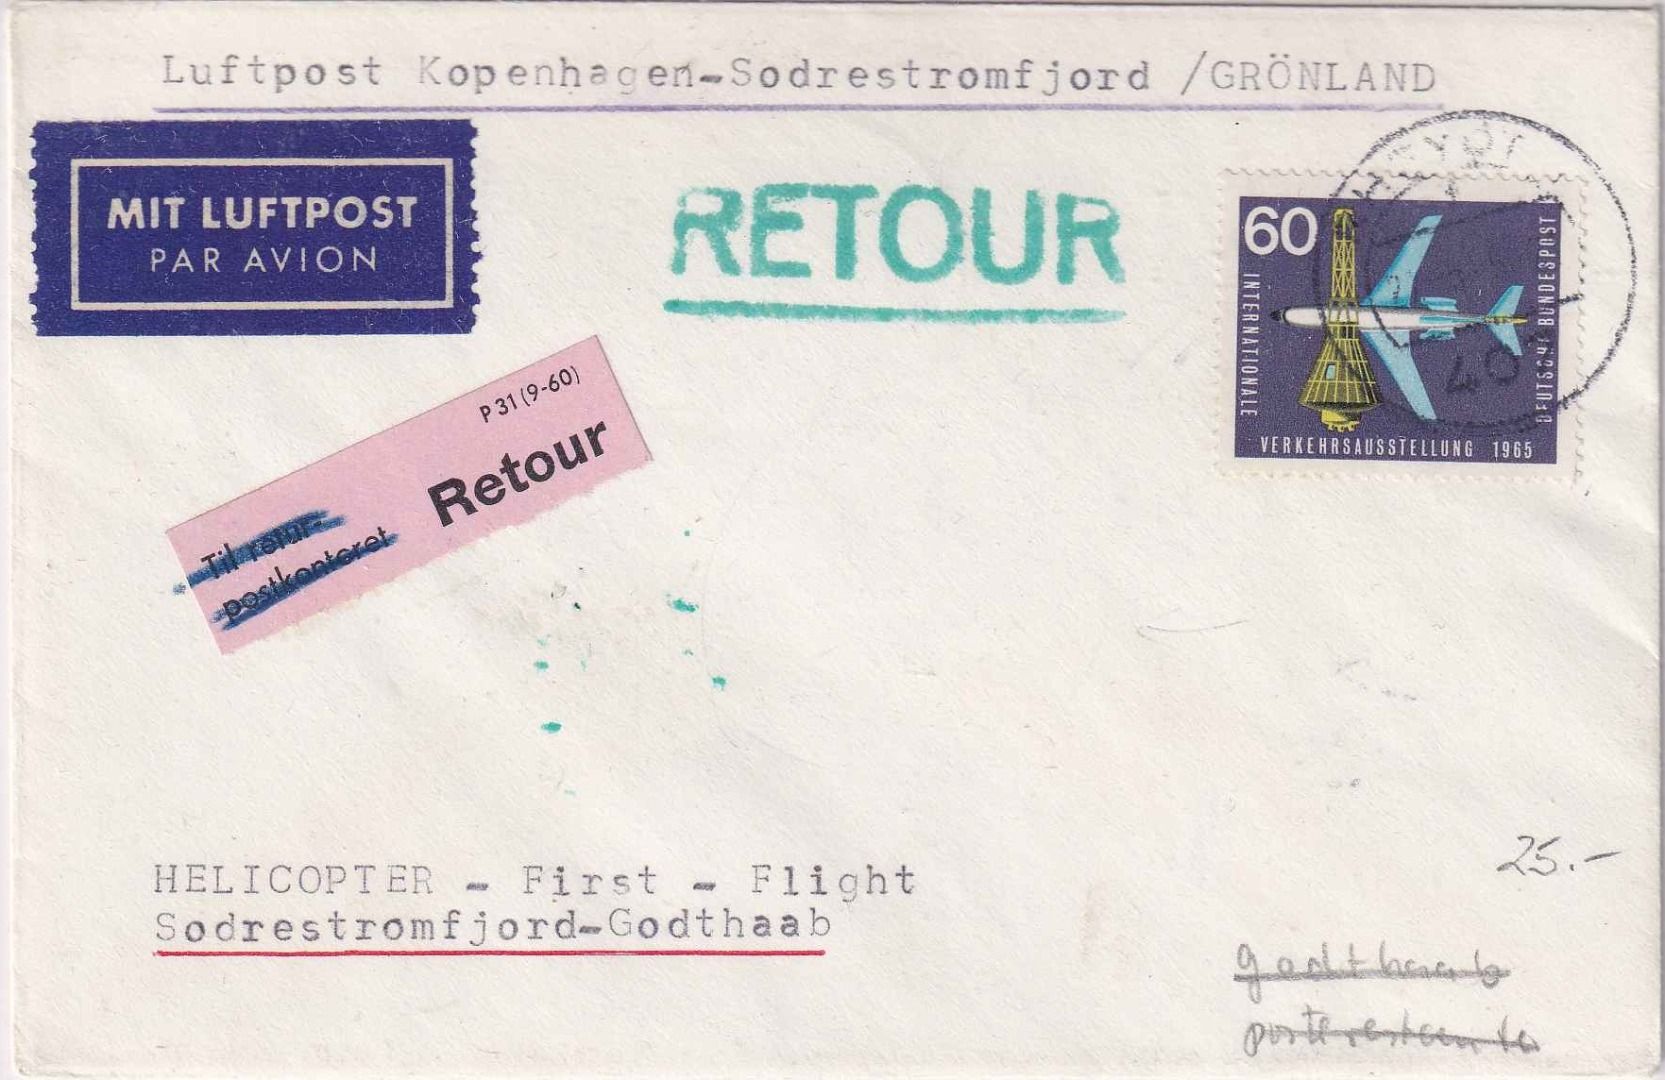 Luftpost Kopenhagen-Sodrestromfjord /GRÖNLAND
MIT LUFTPOST
PAR AVION
RETOUR
60
INTERNATIONALE
VERKEHRSAUSSTELLUNG 1965
DEUTSCHE BUNDESPOST
P 31 (9-60)
Til retur-
postkontoret
Retour
25.-
HELICOPTER - First - Flight
Sodrestromfjord-Godthaab
godthaab